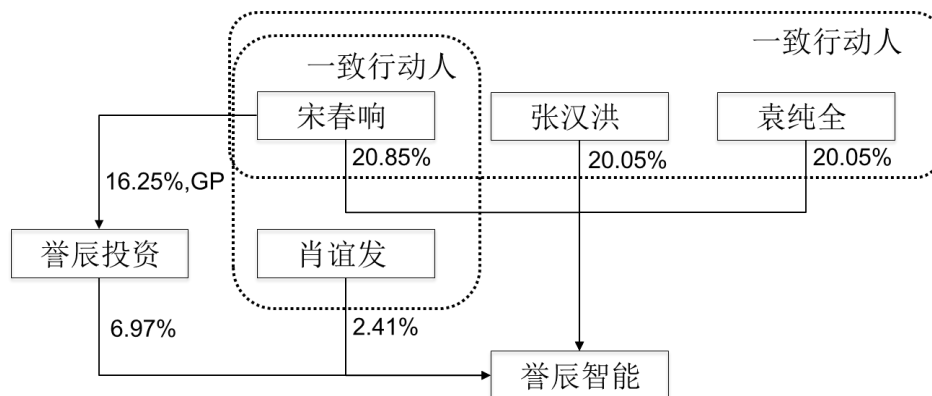 一致行动人
一致行动人
宋春响
张汉洪
袁纯全
20.85%
20.05%
20.05%
16.25%,GP
誉辰投资
肖谊发
6.97%
2.41%
誉辰智能